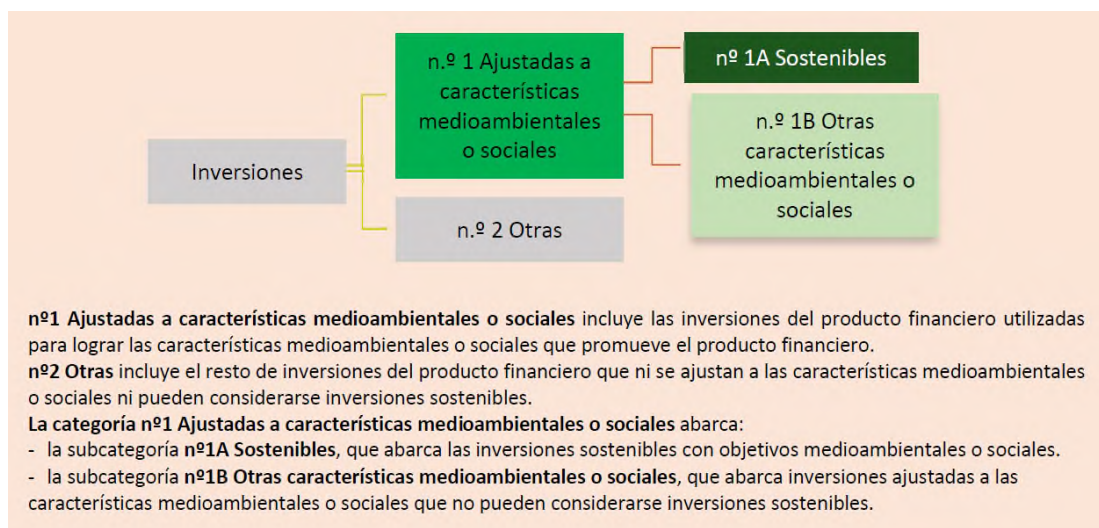 n.º 1 Ajustadas a
características
medioambientales
o sociales
nº 1A Sostenibles
n.º 1B Otras
características
medioambientales o
sociales
Inversiones
n.º 2 Otras
nº1 Ajustadas a características medioambientales o sociales incluye las inversiones del producto financiero utilizadas
para lograr las características medioambientales o sociales que promueve el producto financiero.
nº2 Otras incluye el resto de inversiones del producto financiero que ni se ajustan a las características medioambientales
o sociales ni pueden considerarse inversiones sostenibles.
La categoría nº1 Ajustadas a características medioambientales o sociales abarca:
- la subcategoría nº1A Sostenibles, que abarca las inversiones sostenibles con objetivos medioambientales o sociales.
- la subcategoría nº1B Otras características medioambientales o sociales, que abarca inversiones ajustadas a las
características medioambientales o sociales que no pueden considerarse inversiones sostenibles.